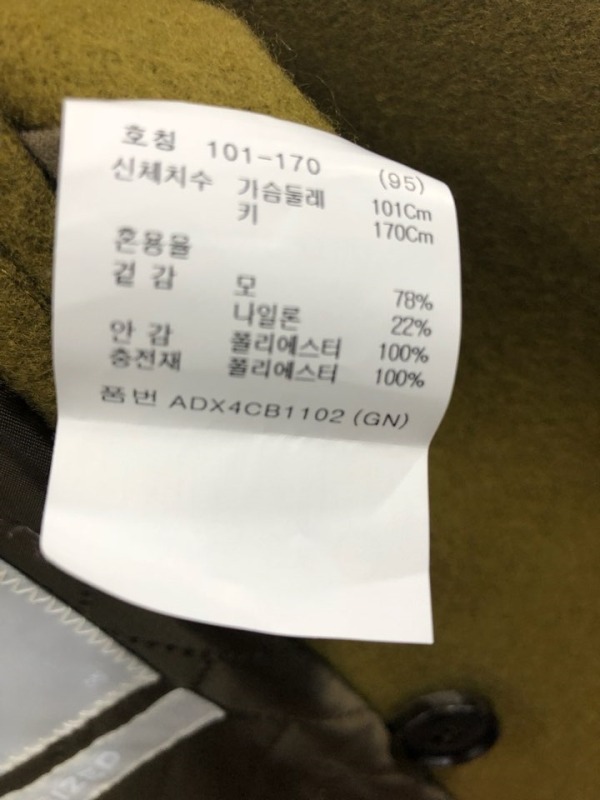 호칭 101-170 (95)
신체치수 가슴둘레 101Cm
키 170Cm
혼용율
겉 감 모 78%
나일론 22%
안 감 폴리에스터 100%
충전재 폴리에스터 100%
품번 ADX4CB1102 (GN)